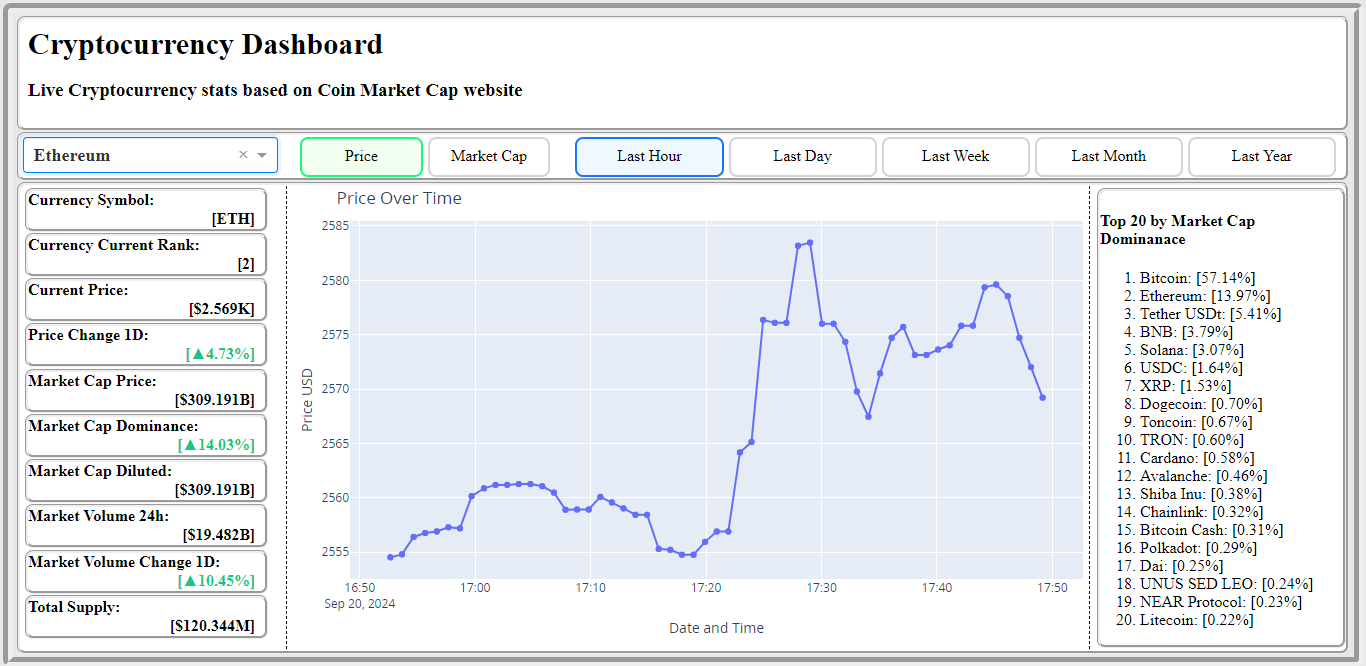 Cryptocurrency Dashboard
Live Cryptocurrency stats based on Coin Market Cap website
Ethereum × Price Market Cap Last Hour Last Day Last Week Last Month Last Year
Currency Symbol:
[ETH]
Currency Current Rank:
[2]
Current Price:
[$2.569K]
Price Change 1D:
[▲4.73%]
Market Cap Price:
[$309.191B]
Market Cap Dominance:
[▲14.03%]
Market Cap Diluted:
[$309.191B]
Market Volume 24h:
[$19.482B]
Market Volume Change 1D:
[▲10.45%]
Total Supply:
[$120.344M]
Price Over Time
Price USD
2585
2580
2575
2570
2565
2560
2555
16:50 17:00 17:10 17:20 17:30 17:40 17:50
Sep 20, 2024
Date and Time
Top 20 by Market Cap
Dominanace
1. Bitcoin: [57.14%]
2. Ethereum: [13.97%]
3. Tether USDt: [5.41%]
4. BNB: [3.79%]
5. Solana: [3.07%]
6. USDC: [1.64%]
7. XRP: [1.53%]
8. Dogecoin: [0.70%]
9. Toncoin: [0.67%]
10. TRON: [0.60%]
11. Cardano: [0.58%]
12. Avalanche: [0.46%]
13. Shiba Inu: [0.38%]
14. Chainlink: [0.32%]
15. Bitcoin Cash: [0.31%]
16. Polkadot: [0.29%]
17. Dai: [0.25%]
18. UNUS SED LEO: [0.24%]
19. NEAR Protocol: [0.23%]
20. Litecoin: [0.22%]